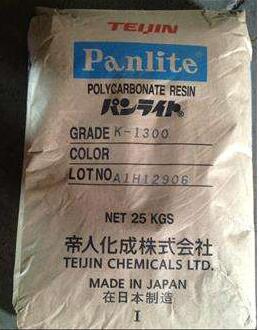 TEIJIN
Panlite
POLYCARBONATE RESIN
パンライト®
GRADE K-1300
COLOR
LOT NO A1H12906
NET 25 KGS
帝人化成株式会社
TEIJIN CHEMICALS LTD.
MADE IN JAPAN
在日本制造
I